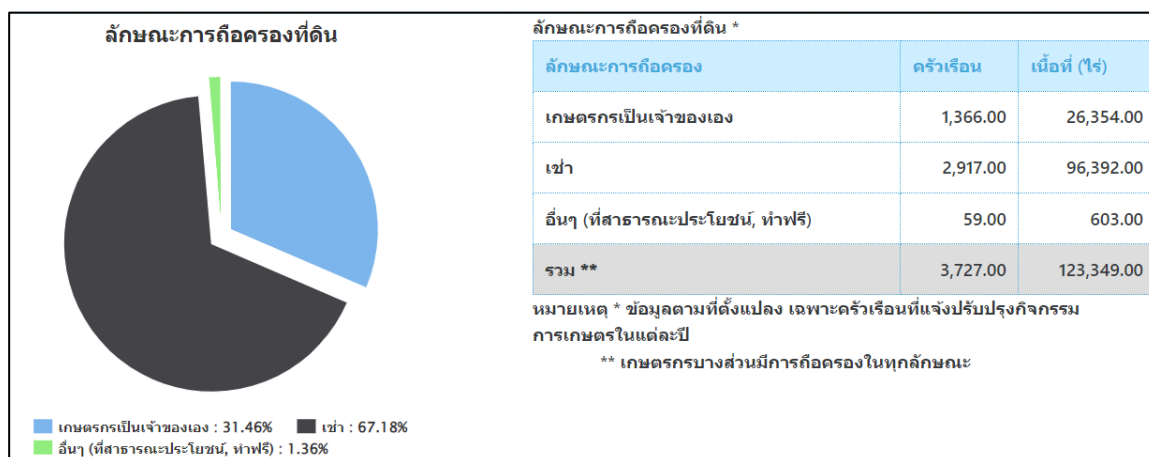 ลักษณะการถือครองที่ดิน
เกษตรกรเป็นเจ้าของเอง : 31.46% เช่า : 67.18%
อื่นๆ (ที่สาธารณะประโยชน์, ทำฟรี) : 1.36%
ลักษณะการถือครองที่ดิน *
ลักษณะการถือครอง ครัวเรือน เนื้อที่ (ไร่)
เกษตรกรเป็นเจ้าของเอง 1,366.00 26,354.00
เช่า 2,917.00 96,392.00
อื่นๆ (ที่สาธารณะประโยชน์, ทำฟรี) 59.00 603.00
รวม ** 3,727.00 123,349.00
หมายเหตุ * ข้อมูลตามที่ตั้งแปลง เฉพาะครัวเรือนที่แจ้งปรับปรุงกิจกรรม
การเกษตรในแต่ละปี
** เกษตรกรบางส่วนมีการถือครองในทุกลักษณะ